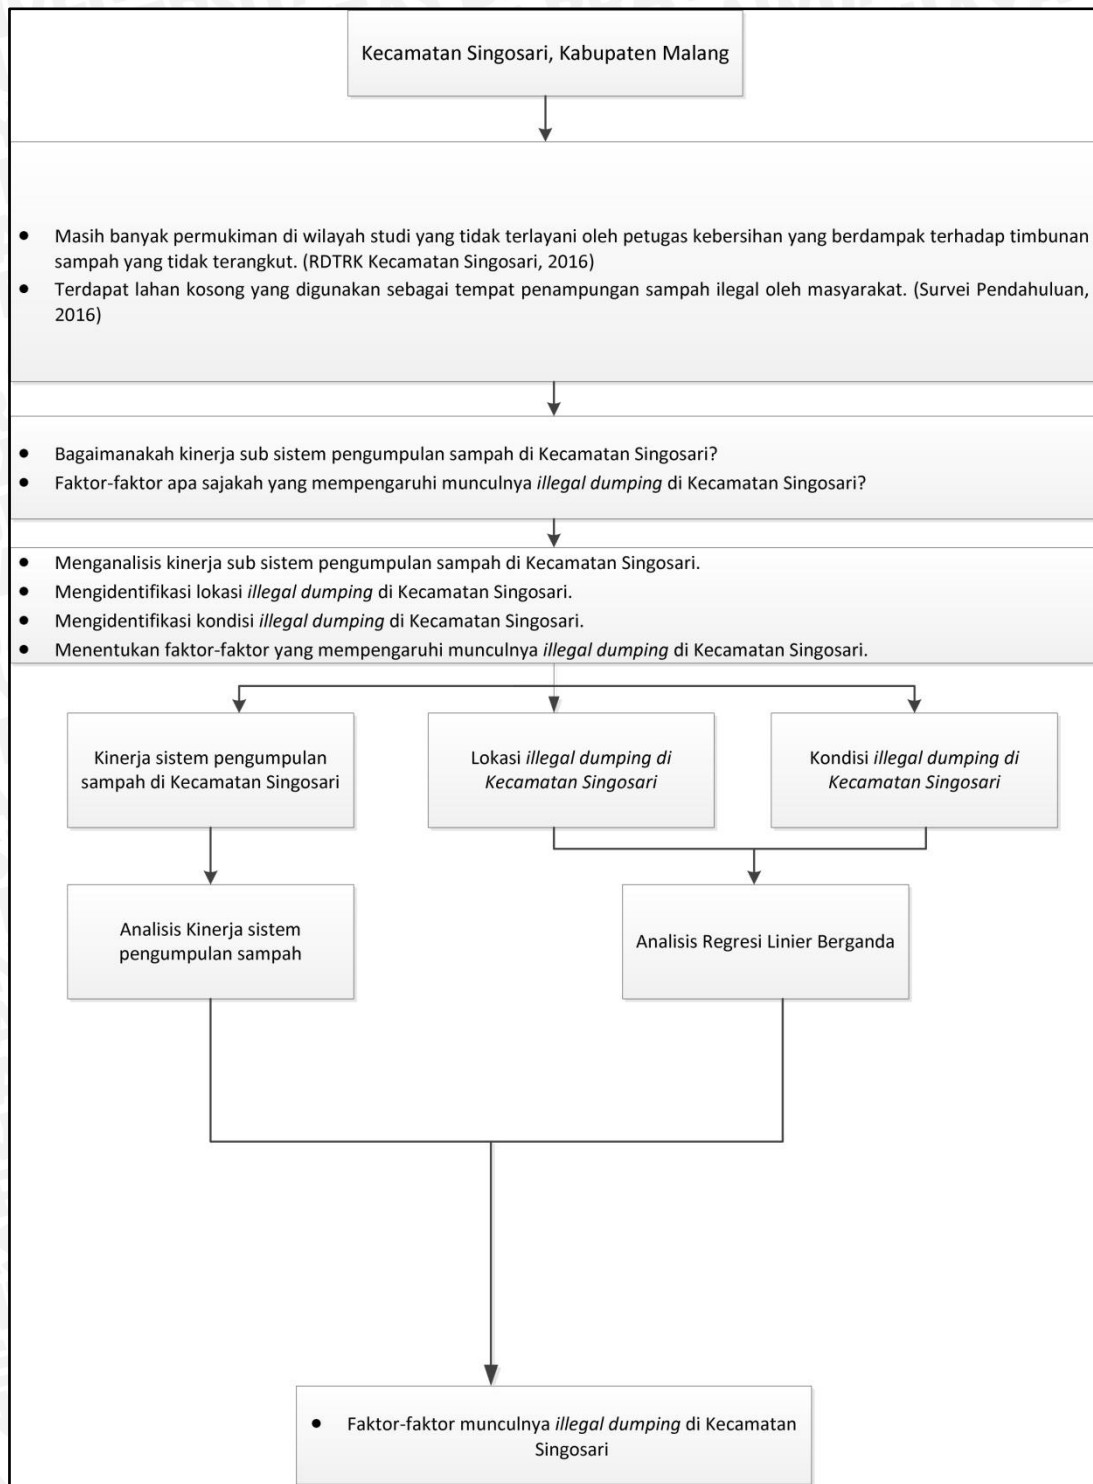 Kecamatan Singosari, Kabupaten Malang
● Masih banyak permukiman di wilayah studi yang tidak terlayani oleh petugas kebersihan yang berdampak terhadap timbunan
sampah yang tidak terangkut. (RDTRK Kecamatan Singosari, 2016)
● Terdapat lahan kosong yang digunakan sebagai tempat penampungan sampah ilegal oleh masyarakat. (Survei Pendahuluan,
2016)
● Bagaimanakah kinerja sub sistem pengumpulan sampah di Kecamatan Singosari?
● Faktor-faktor apa sajakah yang mempengaruhi munculnya illegal dumping di Kecamatan Singosari?
● Menganalisis kinerja sub sistem pengumpulan sampah di Kecamatan Singosari.
● Mengidentifikasi lokasi illegal dumping di Kecamatan Singosari.
● Mengidentifikasi kondisi illegal dumping di Kecamatan Singosari.
● Menentukan faktor-faktor yang mempengaruhi munculnya illegal dumping di Kecamatan Singosari.
Kinerja sistem pengumpulan
sampah di Kecamatan Singosari
Lokasi illegal dumping di
Kecamatan Singosari
Kondisi illegal dumping di
Kecamatan Singosari
Analisis Kinerja sistem
pengumpulan sampah
Analisis Regresi Linier Berganda
● Faktor-faktor munculnya illegal dumping di Kecamatan
Singosari